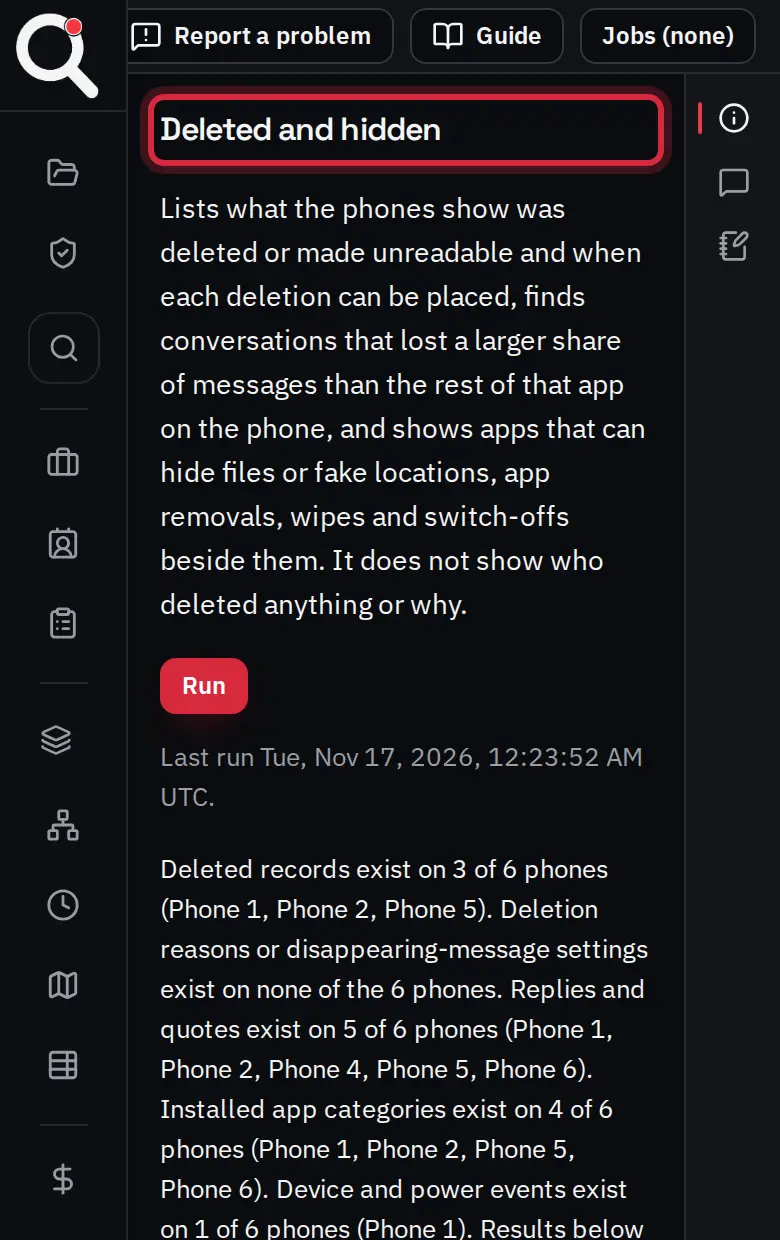 Report a problem
Guide
Jobs (none)
Deleted and hidden
Lists what the phones show was
deleted or made unreadable and when
each deletion can be placed, finds
conversations that lost a larger share
of messages than the rest of that app
on the phone, and shows apps that can
hide files or fake locations, app
removals, wipes and switch-offs
beside them. It does not show who
deleted anything or why.
Run
Last run Tue, Nov 17, 2026, 12:23:52 AM
UTC.
Deleted records exist on 3 of 6 phones
(Phone 1, Phone 2, Phone 5). Deletion
reasons or disappearing-message settings
exist on none of the 6 phones. Replies and
quotes exist on 5 of 6 phones (Phone 1,
Phone 2, Phone 4, Phone 5, Phone 6).
Installed app categories exist on 4 of 6
phones (Phone 1, Phone 2, Phone 5,
Phone 6). Device and power events exist
on 1 of 6 phones (Phone 1). Results below